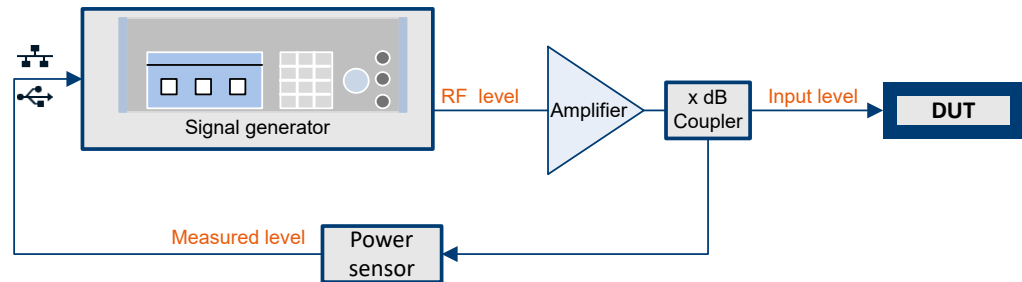 Signal generator
RF level
Amplifier
x dB
Coupler
Input level
DUT
Measured level
Power
sensor